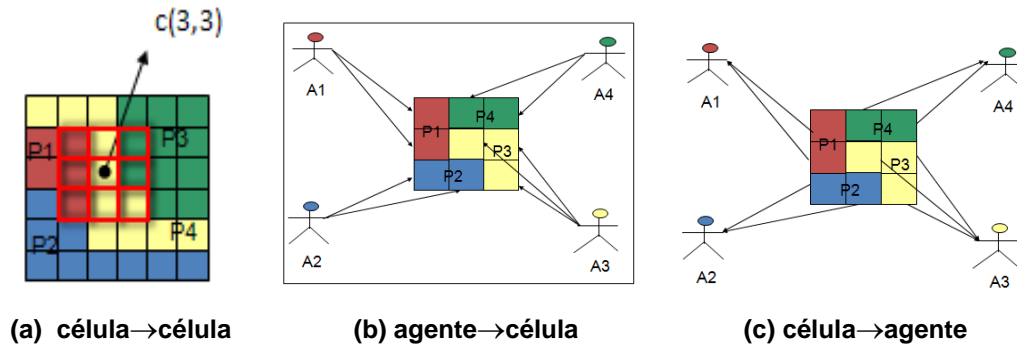 c(3,3)
P1
P3
P2
P4
A1
A4
P4
P1
P3
P2
A2
A3
A1
A4
P4
P1
P3
P2
A2
A3
(a) célula→célula
(b) agente→célula
(c) célula→agente